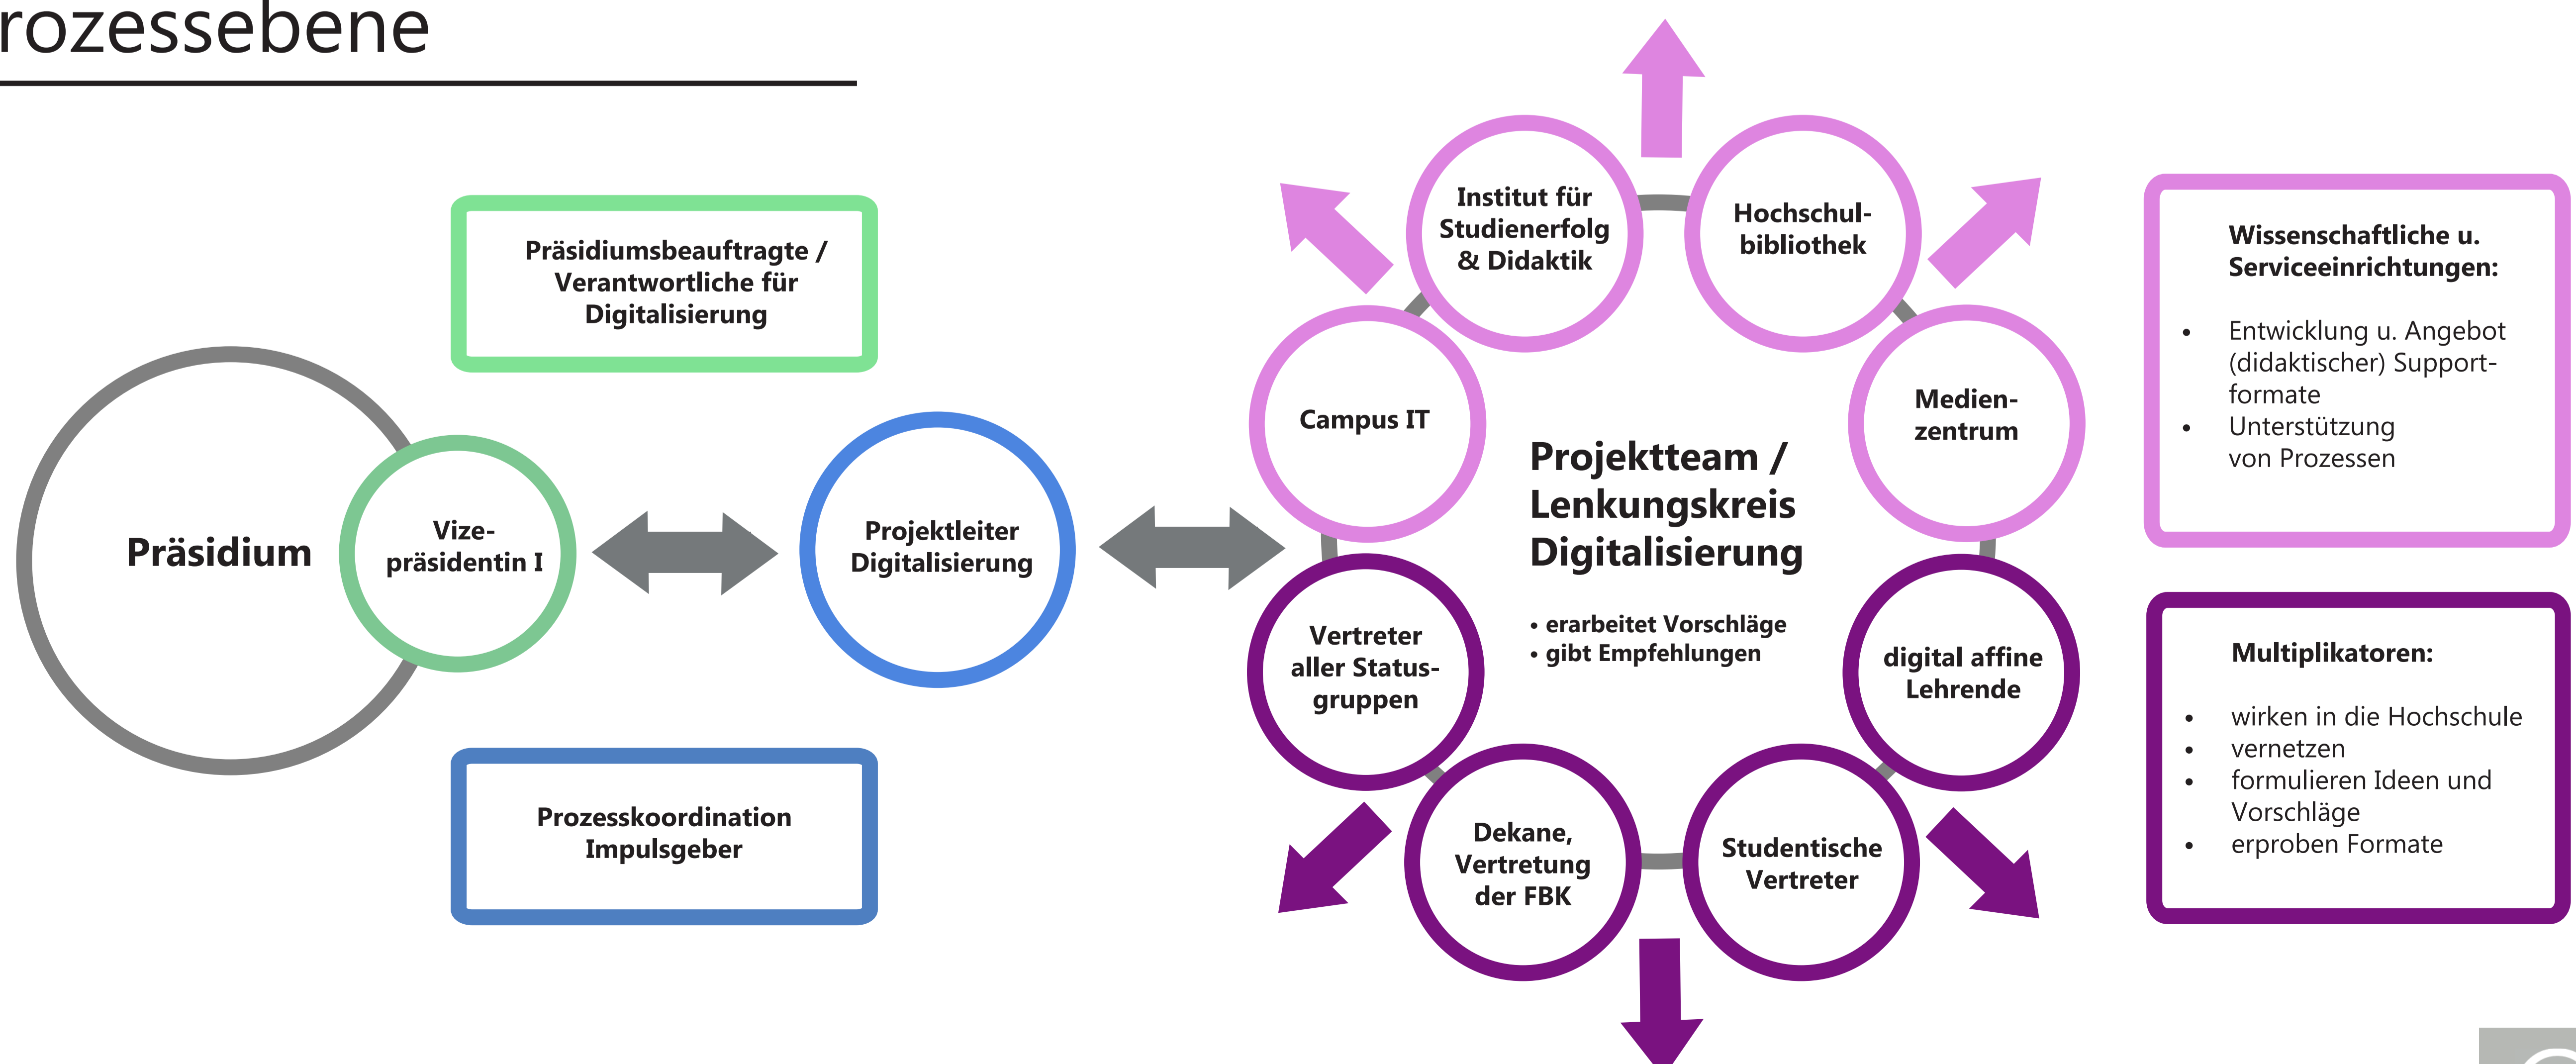 rozessebene
Präsidiumsbeauftragte /
Verantwortliche für
Digitalisierung
Präsidium
Vize-
präsidentin I
Projektleiter
Digitalisierung
Prozesskoordination
Impulsgeber
Institut für
Studienerfolg
& Didaktik
Hochschul-
bibliothek
Campus IT
Medien-
zentrum
Projektteam /
Lenkungskreis
Digitalisierung
• erarbeitet Vorschläge
• gibt Empfehlungen
Vertreter
aller Status-
gruppen
digital affine
Lehrende
Dekane,
Vertretung
der FBK
Studentische
Vertreter
Wissenschaftliche u.
Serviceeinrichtungen:
• Entwicklung u. Angebot
(didaktischer) Support-
formate
• Unterstützung
von Prozessen
Multiplikatoren:
• wirken in die Hochschule
• vernetzen
• formulieren Ideen und
Vorschläge
• erproben Formate